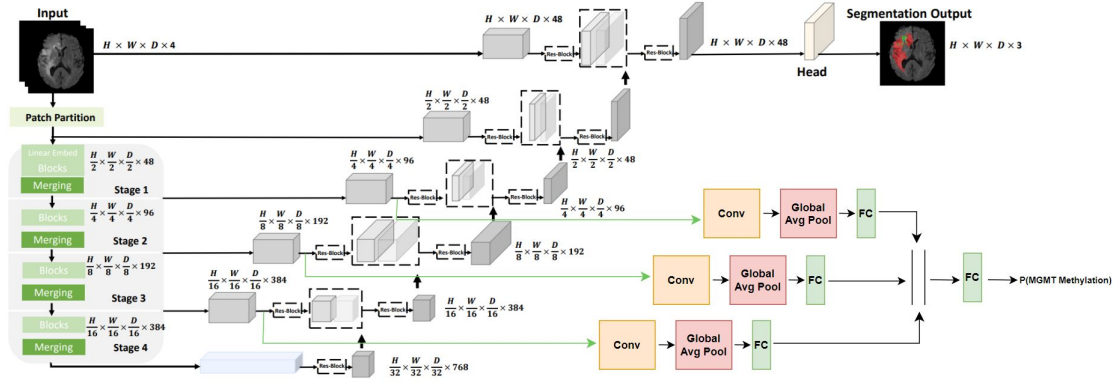 Input
Segmentation Output
H × W × D × 4
H × W × D × 48
Res-Block
Res-Block
H × W × D × 48
Head
H × W × D × 3
Patch Partition
H/2 × W/2 × D/2 × 48
Res-Block
Res-Block
H/2 × W/2 × D/2 × 48
Linear Embed
Blocks
H/2 × W/2 × D/2 × 48
Merging
Stage 1
H/4 × W/4 × D/4 × 96
Res-Block
Res-Block
H/4 × W/4 × D/4 × 96
Blocks
H/4 × W/4 × D/4 × 96
Merging
Stage 2
H/8 × W/8 × D/8 × 192
Res-Block
Res-Block
H/8 × W/8 × D/8 × 192
Blocks
H/8 × W/8 × D/8 × 192
Merging
Stage 3
H/16 × W/16 × D/16 × 384
Res-Block
Res-Block
H/16 × W/16 × D/16 × 384
Blocks
H/16 × W/16 × D/16 × 384
Merging
Stage 4
Res-Block
H/32 × W/32 × D/32 × 768
Conv
Global
Avg Pool
FC
Conv
Global
Avg Pool
FC
Conv
Global
Avg Pool
FC
FC
P(MGMT Methylation)